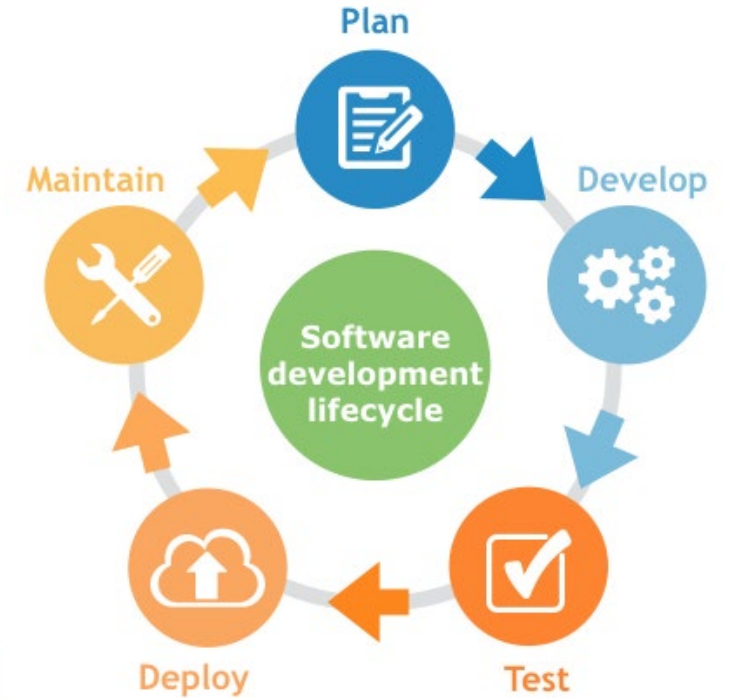 Plan
Maintain
Develop
Software
development
lifecycle
Deploy
Test